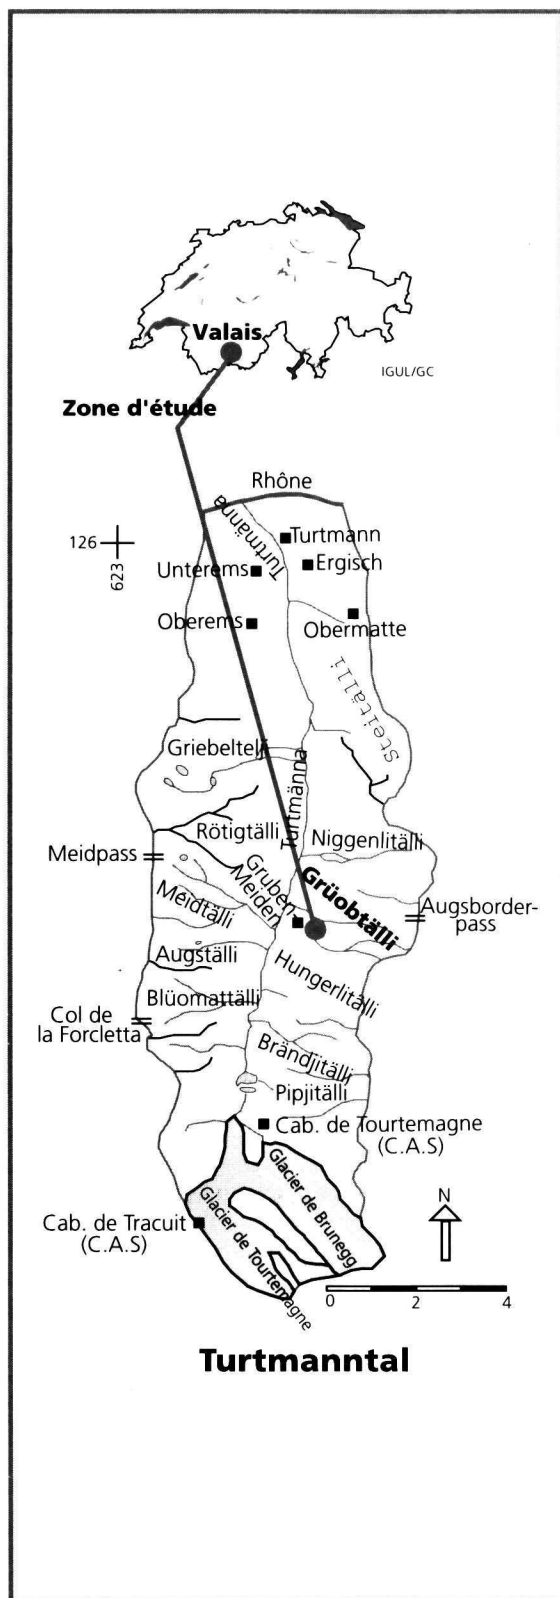 Valais
IGUL/GC
Zone d'étude
Rhône
Turtmänna
Turtmann
126
623
Unterems
Ergisch
Oberems
Obermatte
Steitälli
Griebeltelj
Turtmänna
Rötigtälli
Niggenlitälli
Meidpass
Gruben
Meiden
Grüobtälli
Meidtälli
Augsborder-
pass
Augställi
Hungerlitälli
Blüomattälli
Col de
la Forcletta
Brändjitälli
Pipjitälli
Cab. de Tourtemagne
(C.A.S)
Glacier de Brunegg
Glacier de Tourtemagne
Cab. de Tracuit
(C.A.S)
N
0 2 4
Turtmanntal